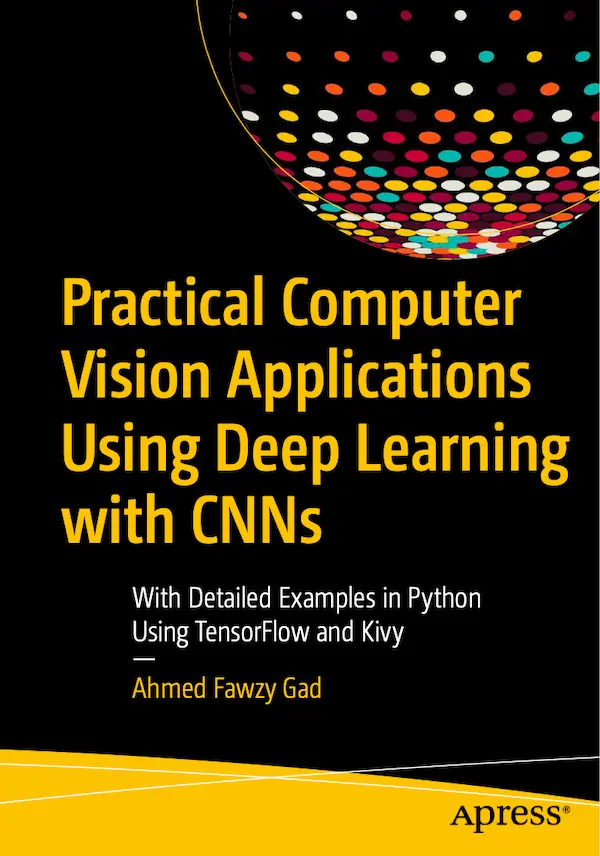 Practical Computer
Vision Applications
Using Deep Learning
with CNNs
With Detailed Examples in Python
Using TensorFlow and Kivy
—
Ahmed Fawzy Gad
Apress®